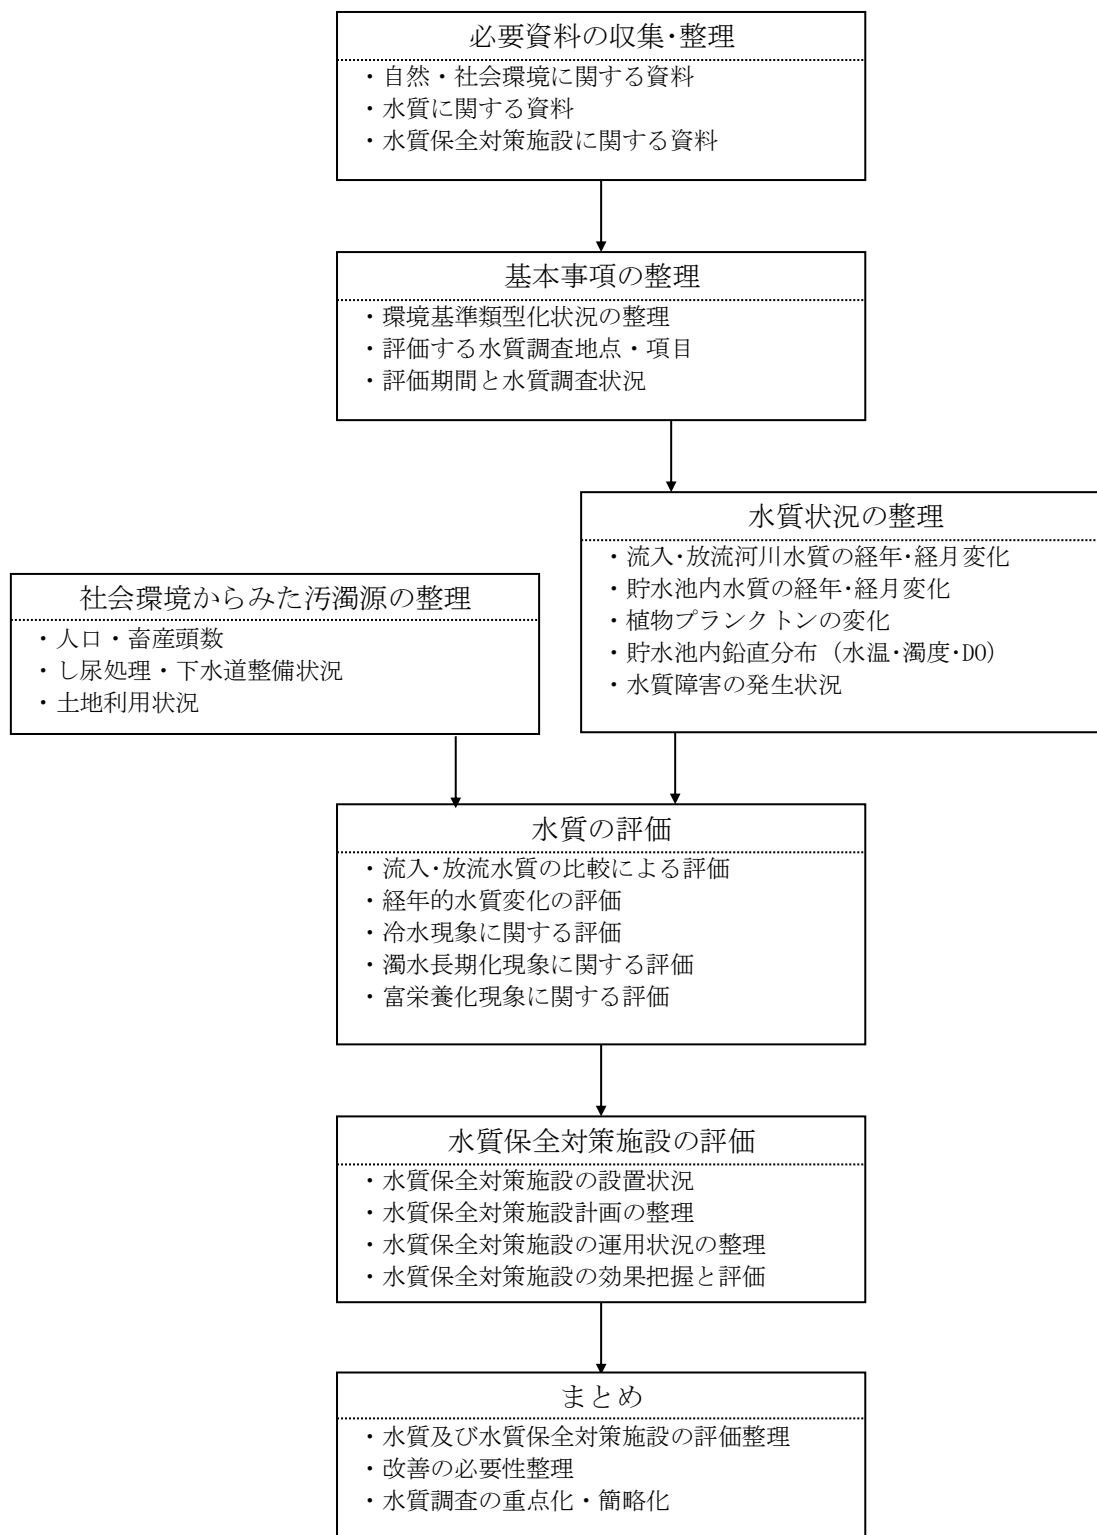 必要資料の収集･整理
・自然・社会環境に関する資料
・水質に関する資料
・水質保全対策施設に関する資料
基本事項の整理
・環境基準類型化状況の整理
・評価する水質調査地点・項目
・評価期間と水質調査状況
水質状況の整理
・流入･放流河川水質の経年･経月変化
・貯水池内水質の経年･経月変化
・植物プランクトンの変化
・貯水池内鉛直分布（水温･濁度･DO）
・水質障害の発生状況
社会環境からみた汚濁源の整理
・人口・畜産頭数
・し尿処理・下水道整備状況
・土地利用状況
水質の評価
・流入･放流水質の比較による評価
・経年的水質変化の評価
・冷水現象に関する評価
・濁水長期化現象に関する評価
・富栄養化現象に関する評価
水質保全対策施設の評価
・水質保全対策施設の設置状況
・水質保全対策施設計画の整理
・水質保全対策施設の運用状況の整理
・水質保全対策施設の効果把握と評価
まとめ
・水質及び水質保全対策施設の評価整理
・改善の必要性整理
・水質調査の重点化・簡略化